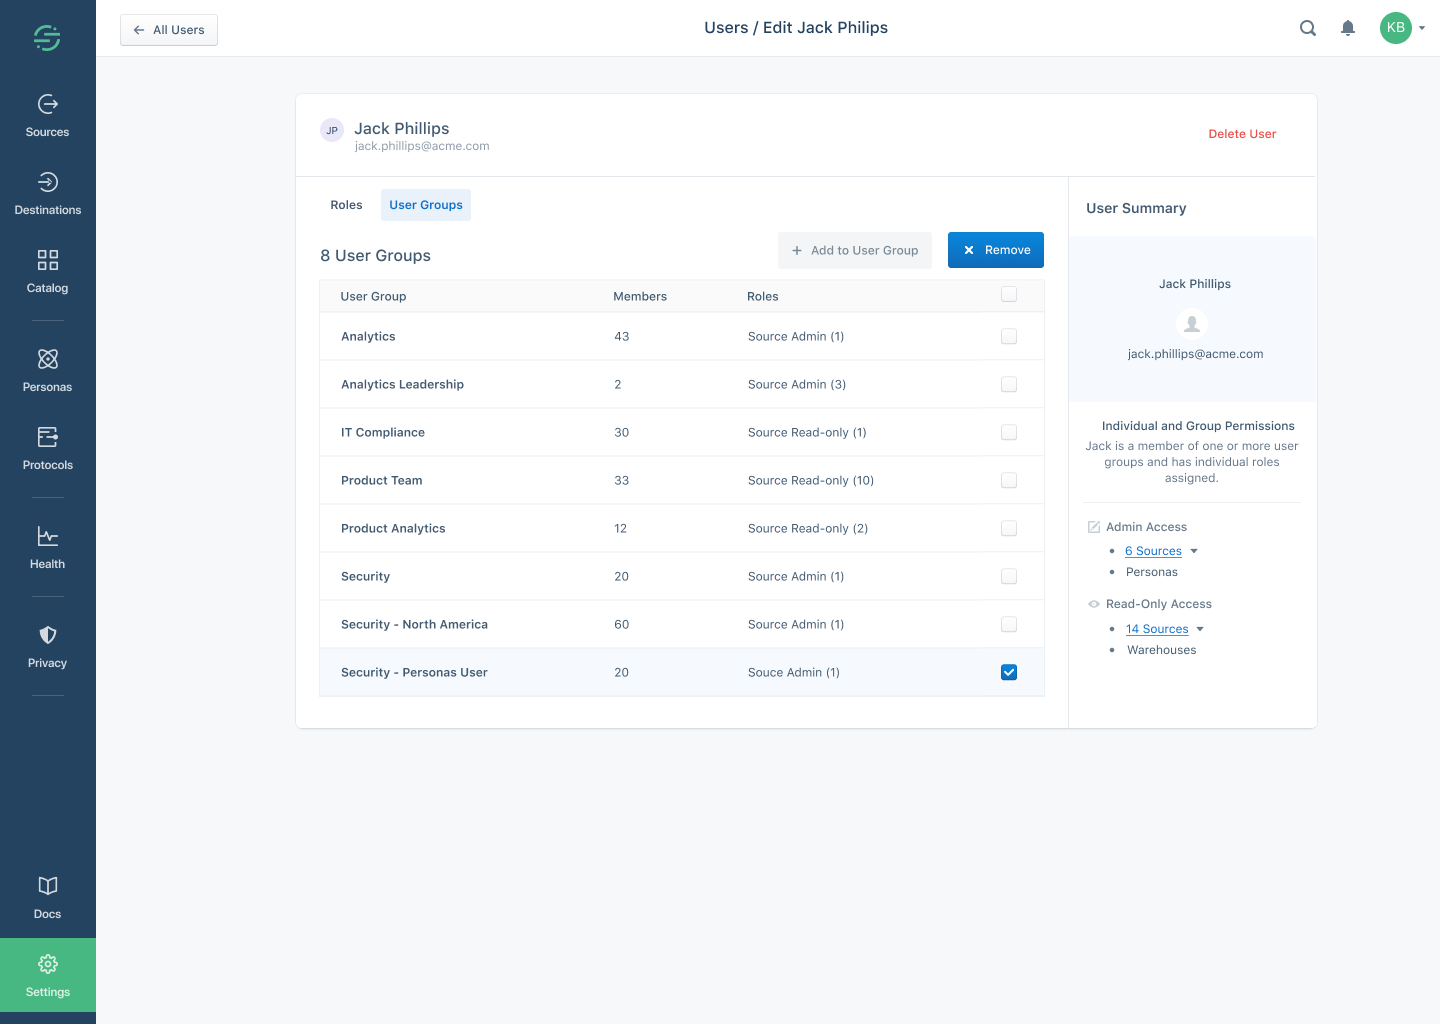 All Users
Users / Edit Jack Philips
KB
Sources
Destinations
Catalog
Personas
Protocols
Health
Privacy
Docs
Settings
JP
Jack Phillips
jack.phillips@acme.com
Delete User
Roles
User Groups
8 User Groups
+ Add to User Group
Remove
User Group Members Roles
Analytics 43 Source Admin (1)
Analytics Leadership 2 Source Admin (3)
IT Compliance 30 Source Read-only (1)
Product Team 33 Source Read-only (10)
Product Analytics 12 Source Read-only (2)
Security 20 Source Admin (1)
Security - North America 60 Source Admin (1)
Security - Personas User 20 Souce Admin (1)
User Summary
Jack Phillips
jack.phillips@acme.com
Individual and Group Permissions
Jack is a member of one or more user
groups and has individual roles
assigned.
Admin Access
• 6 Sources
• Personas
Read-Only Access
• 14 Sources
• Warehouses